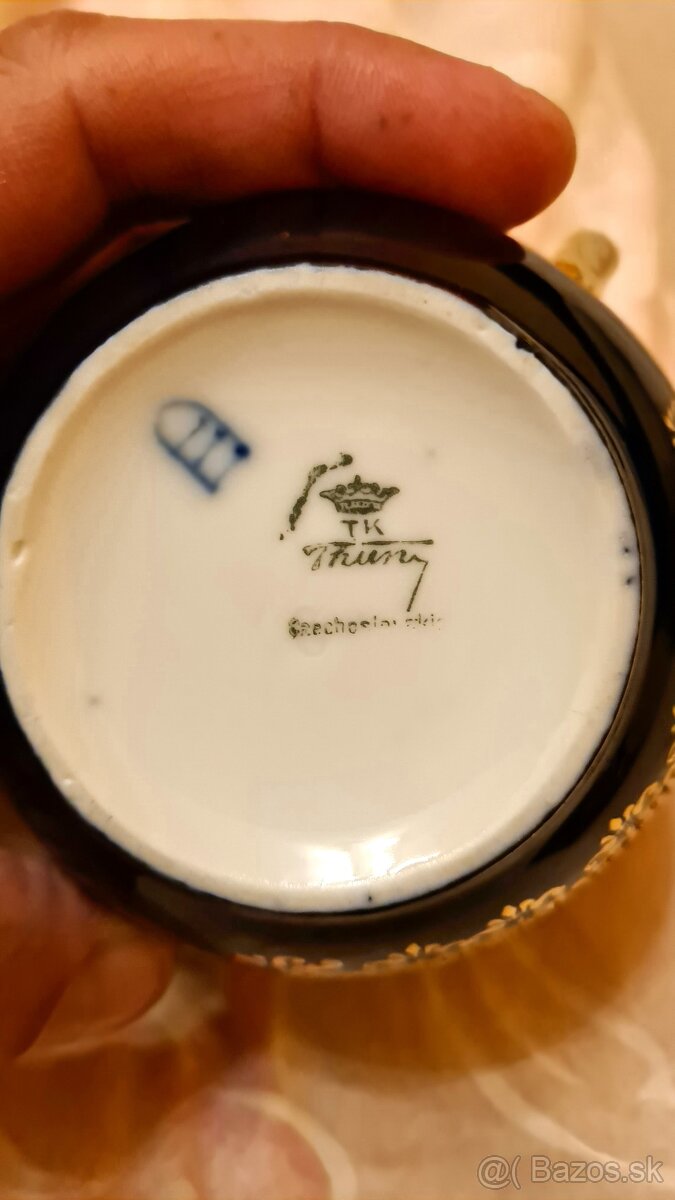 TK
Thun
Czechoslovakia
@( Bazos.sk